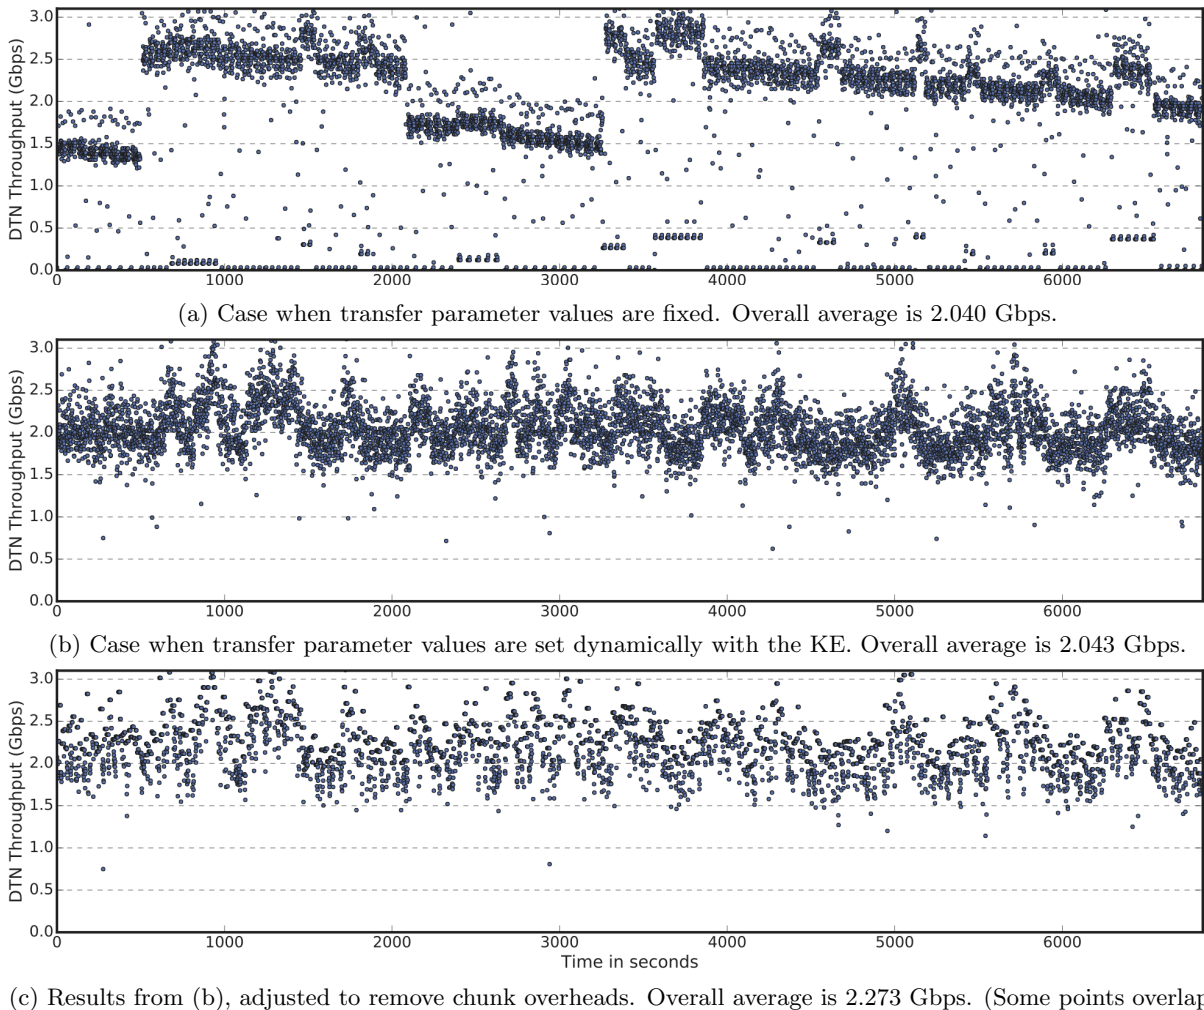 3.0
2.5
2.0
1.5
1.0
0.5
0.0
DTN Throughput (Gbps)
0 1000 2000 3000 4000 5000 6000
(a) Case when transfer parameter values are fixed. Overall average is 2.040 Gbps.
3.0
2.5
2.0
1.5
1.0
0.5
0.0
DTN Throughput (Gbps)
0 1000 2000 3000 4000 5000 6000
(b) Case when transfer parameter values are set dynamically with the KE. Overall average is 2.043 Gbps.
3.0
2.5
2.0
1.5
1.0
0.5
0.0
DTN Throughput (Gbps)
0 1000 2000 3000 4000 5000 6000
Time in seconds
(c) Results from (b), adjusted to remove chunk overheads. Overall average is 2.273 Gbps. (Some points overlap